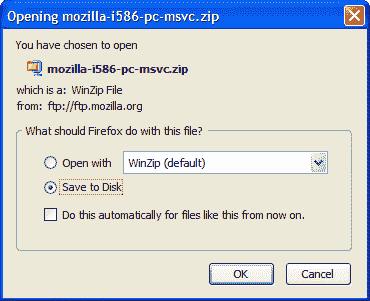 Opening mozilla-i586-pc-msvc.zip
You have chosen to open
mozilla-i586-pc-msvc.zip
which is a: WinZip File
from: ftp://ftp.mozilla.org
What should Firefox do with this file?
Open with WinZip (default)
Save to Disk
Do this automatically for files like this from now on.
OK Cancel